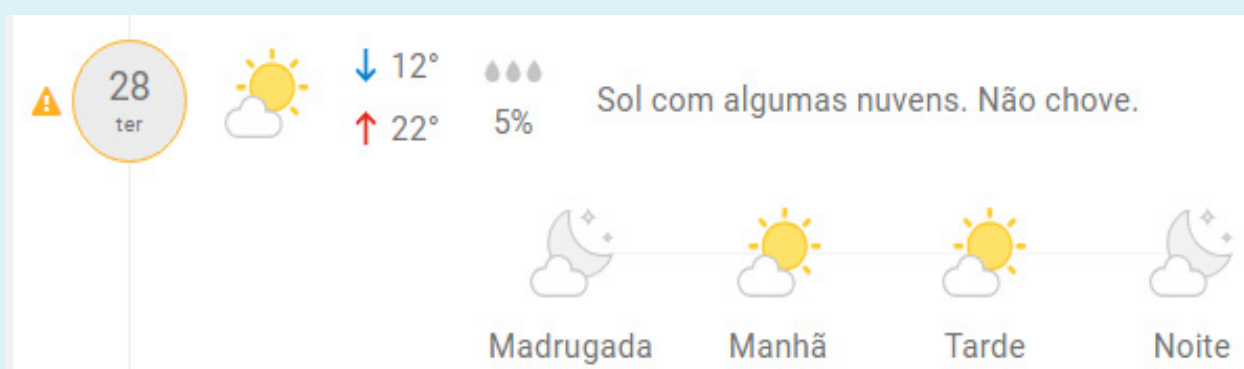 28
ter
12°
22°
5%
Sol com algumas nuvens. Não chove.
Madrugada Manhã Tarde Noite